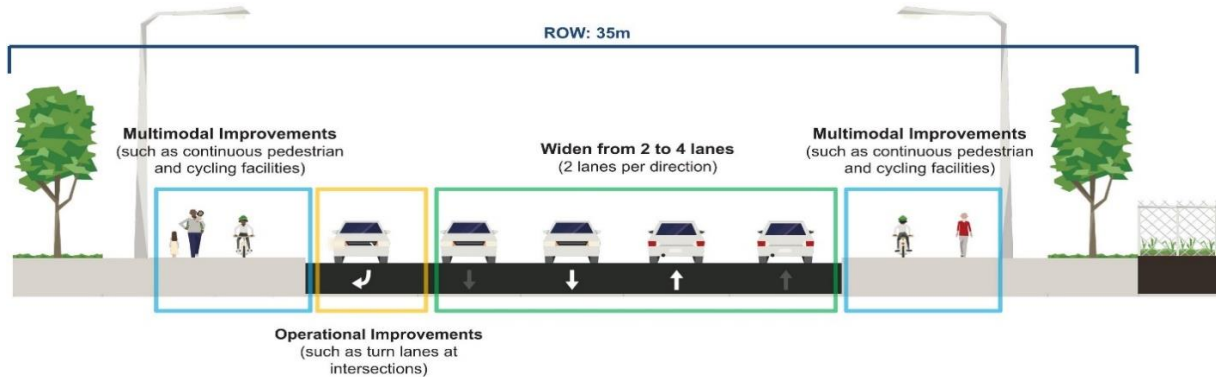 ROW: 35m
Multimodal Improvements
(such as continuous pedestrian
and cycling facilities)
Widen from 2 to 4 lanes
(2 lanes per direction)
Multimodal Improvements
(such as continuous pedestrian
and cycling facilities)
Operational Improvements
(such as turn lanes at
intersections)